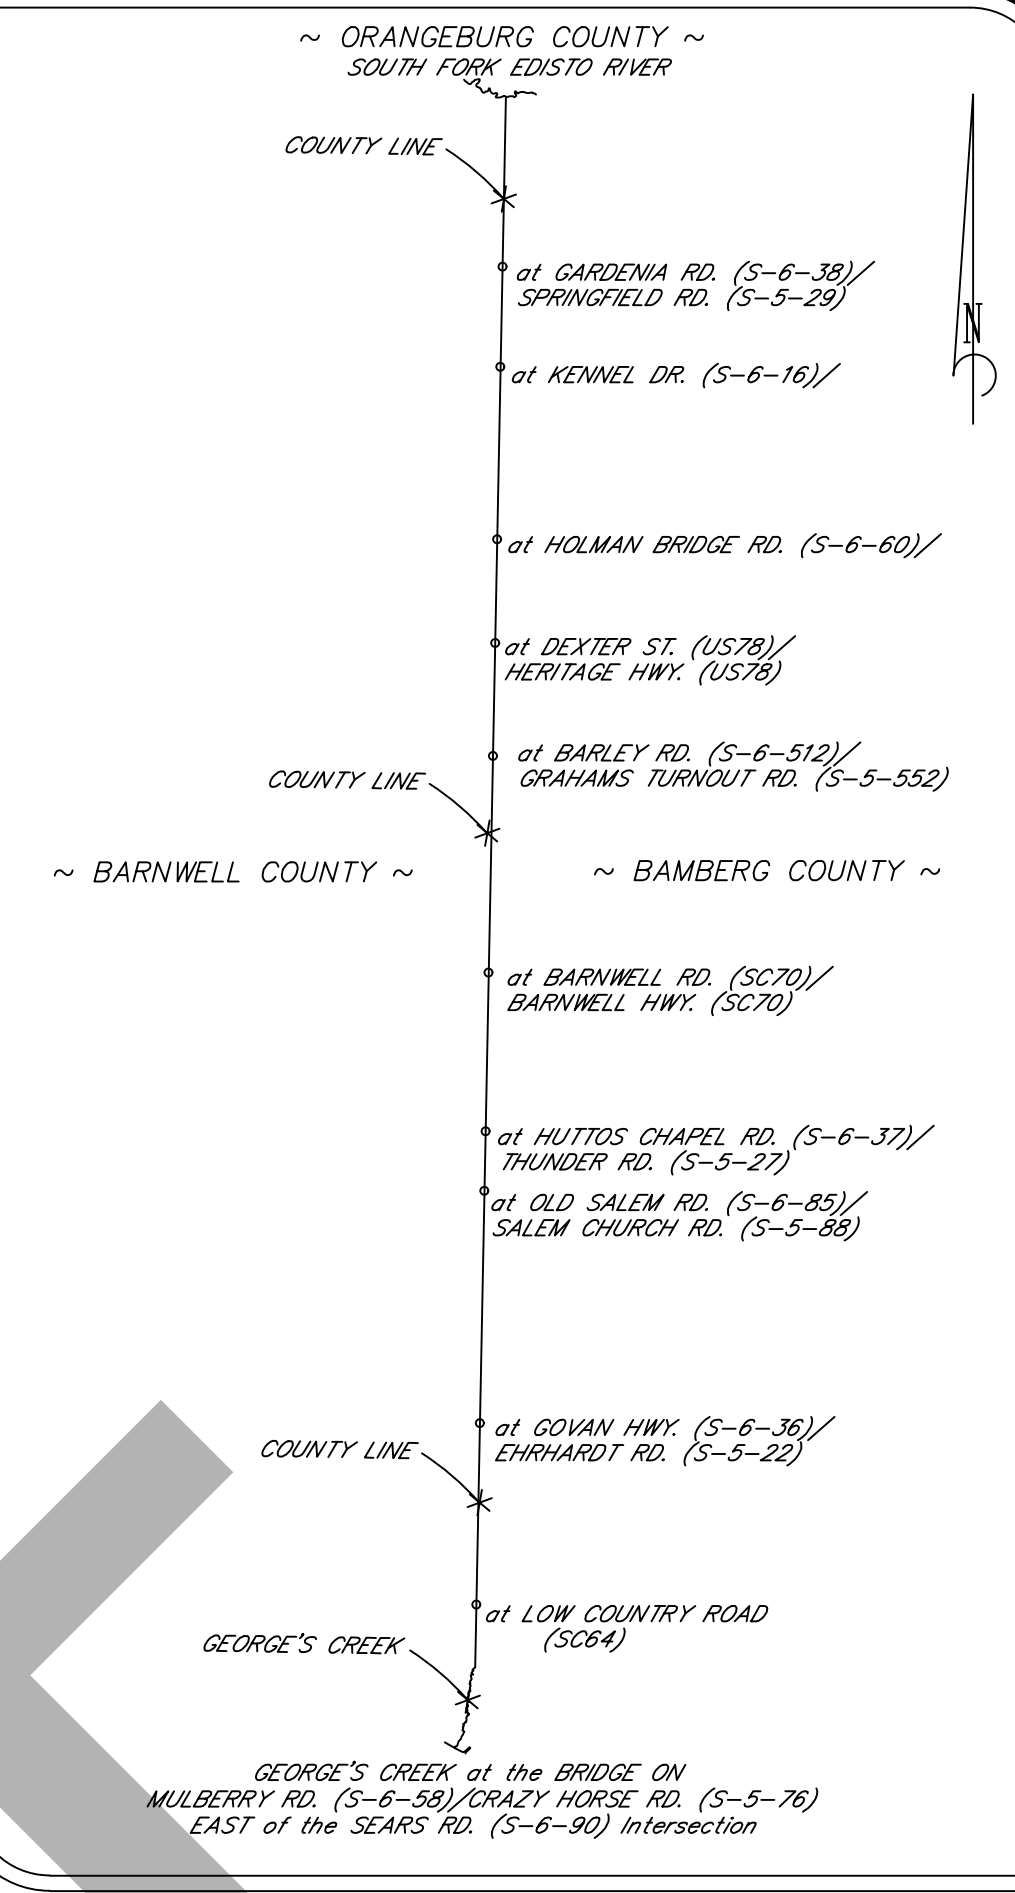 ~ ORANGEBURG COUNTY ~
SOUTH FORK EDISTO RIVER
COUNTY LINE
at GARDENIA RD. (S-6-38)/
SPRINGFIELD RD. (S-5-29)
N
at KENNEL DR. (S-6-16)/
at HOLMAN BRIDGE RD. (S-6-60)/
at DEXTER ST. (US78)/
HERITAGE HWY. (US78)
at BARLEY RD. (S-6-512)/
GRAHAMS TURNOUT RD. (S-5-552)
COUNTY LINE
~ BARNWELL COUNTY ~
~ BAMBERG COUNTY ~
at BARNWELL RD. (SC70)/
BARNWELL HWY. (SC70)
at HUTTOS CHAPEL RD. (S-6-37)/
THUNDER RD. (S-5-27)
at OLD SALEM RD. (S-6-85)/
SALEM CHURCH RD. (S-5-88)
at GOVAN HWY. (S-6-36)/
EHRHARDT RD. (S-5-22)
COUNTY LINE
at LOW COUNTRY ROAD
(SC64)
GEORGE'S CREEK
GEORGE'S CREEK at the BRIDGE ON
MULBERRY RD. (S-6-58)/CRAZY HORSE RD. (S-5-76)
EAST of the SEARS RD. (S-6-90) Intersection